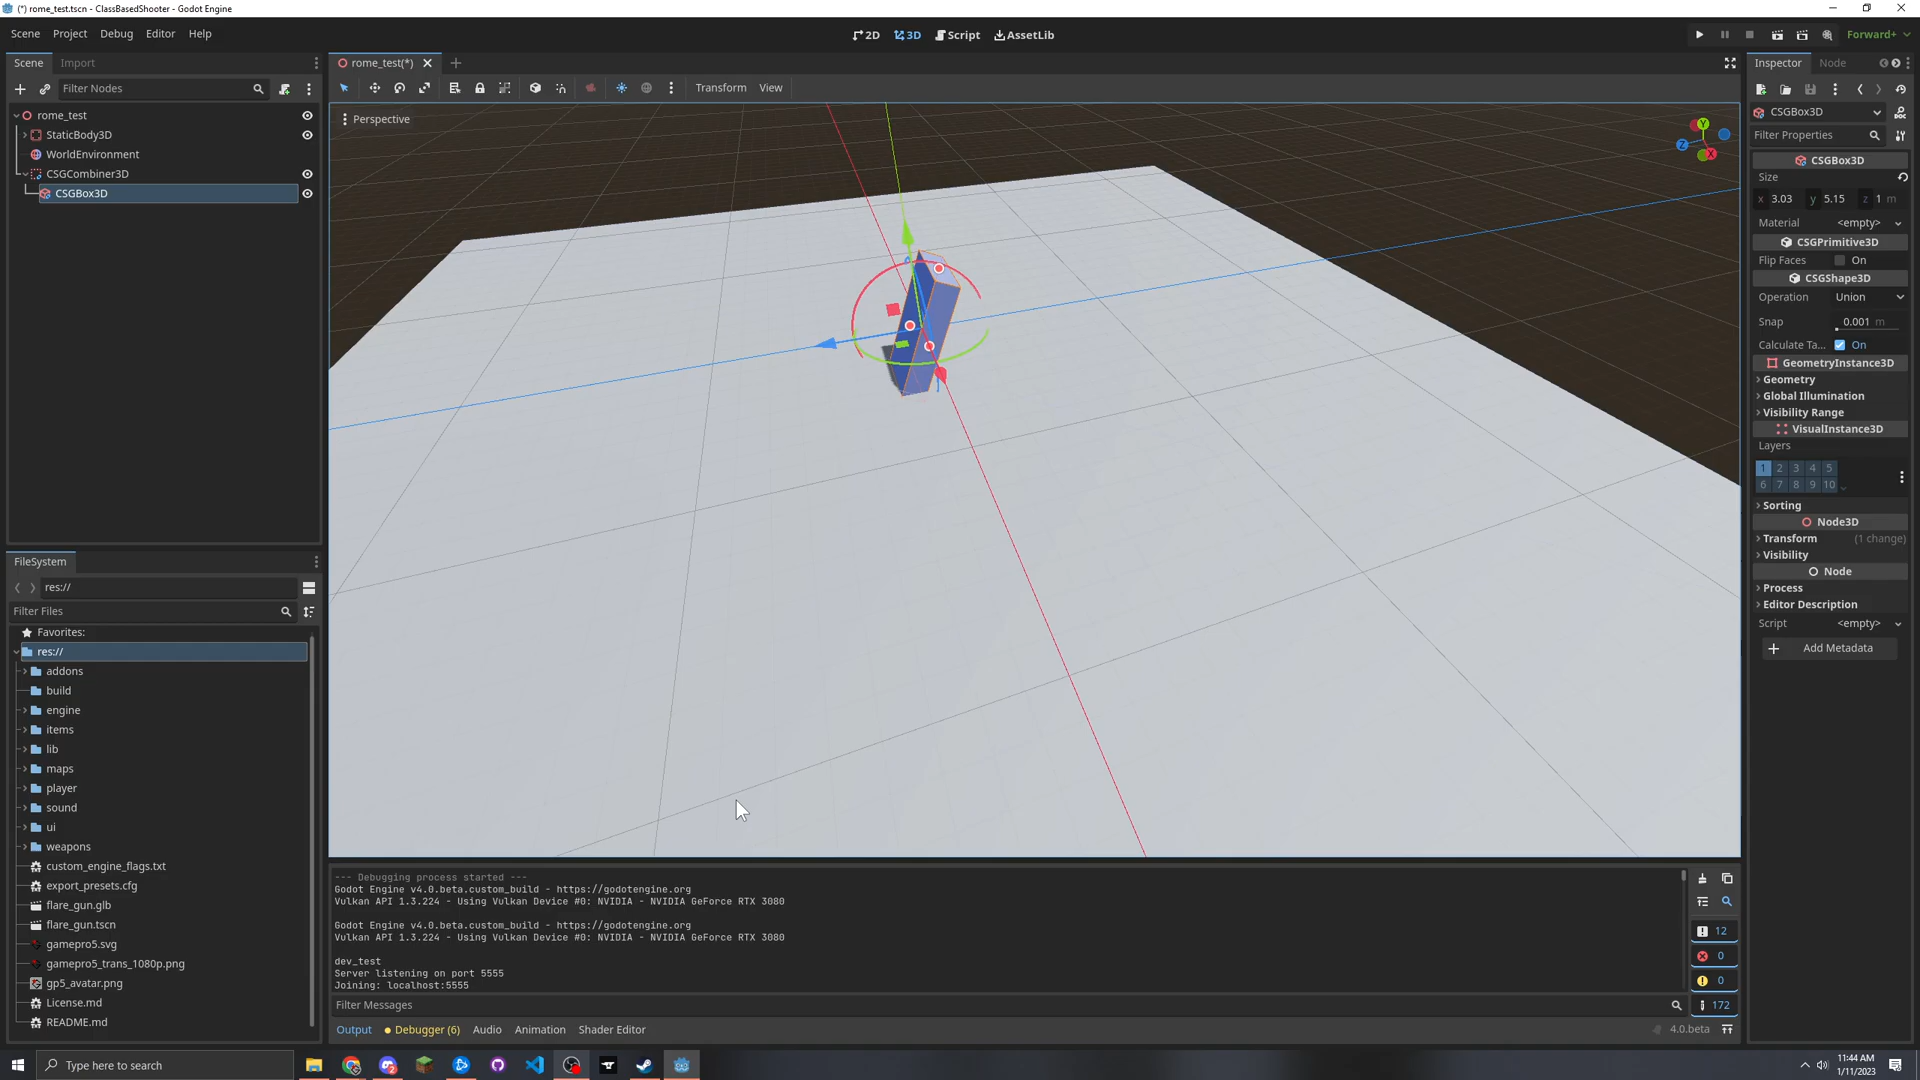 (*) rome_test.tscn - ClassBasedShooter - Godot Engine
Scene Project Debug Editor Help
2D 3D Script AssetLib
Forward+
Scene Import
rome_test(*)
Inspector Node
Filter Nodes
Transform View
CSGBox3D
Filter Properties
rome_test
StaticBody3D
WorldEnvironment
CSGCombiner3D
CSGBox3D
Perspective
Y
Z
X
CSGBox3D
Size
x 3.03 y 5.15 z 1 m
Material <empty>
CSGPrimitive3D
Flip Faces On
CSGShape3D
Operation Union
Snap 0.001 m
Calculate Ta... On
GeometryInstance3D
Geometry
Global Illumination
Visibility Range
VisualInstance3D
Layers
1 2 3 4 5
6 7 8 9 10
Sorting
Node3D
Transform (1 change)
Visibility
Node
Process
Editor Description
Script <empty>
Add Metadata
FileSystem
res://
Filter Files
Favorites:
res://
addons
build
engine
items
lib
maps
player
sound
ui
weapons
custom_engine_flags.txt
export_presets.cfg
flare_gun.glb
flare_gun.tscn
gamepro5.svg
gamepro5_trans_1080p.png
gp5_avatar.png
License.md
README.md
--- Debugging process started ---
Godot Engine v4.0.beta.custom_build - https://godotengine.org
Vulkan API 1.3.224 - Using Vulkan Device #0: NVIDIA - NVIDIA GeForce RTX 3080
Godot Engine v4.0.beta.custom_build - https://godotengine.org
Vulkan API 1.3.224 - Using Vulkan Device #0: NVIDIA - NVIDIA GeForce RTX 3080
dev_test
Server listening on port 5555
Joining: localhost:5555
12
0
0
172
Filter Messages
Output Debugger (6) Audio Animation Shader Editor
4.0.beta
Type here to search
11:44 AM
1/11/2023